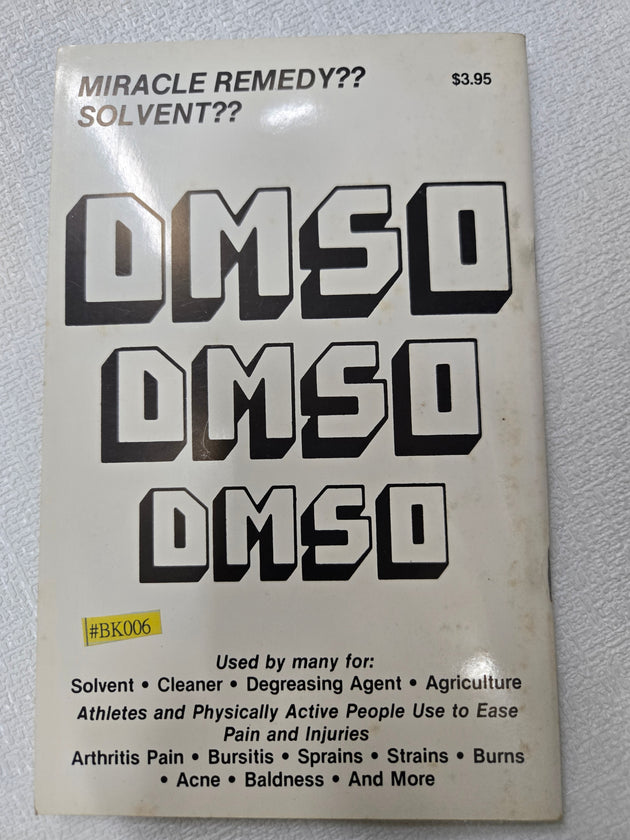 MIRACLE REMEDY??
$3.95
SOLVENT??
DMSO
DMSO
DMSO
#BK006
Used by many for:
Solvent • Cleaner • Degreasing Agent • Agriculture
Athletes and Physically Active People Use to Ease
Pain and Injuries
Arthritis Pain • Bursitis • Sprains • Strains • Burns
• Acne • Baldness • And More